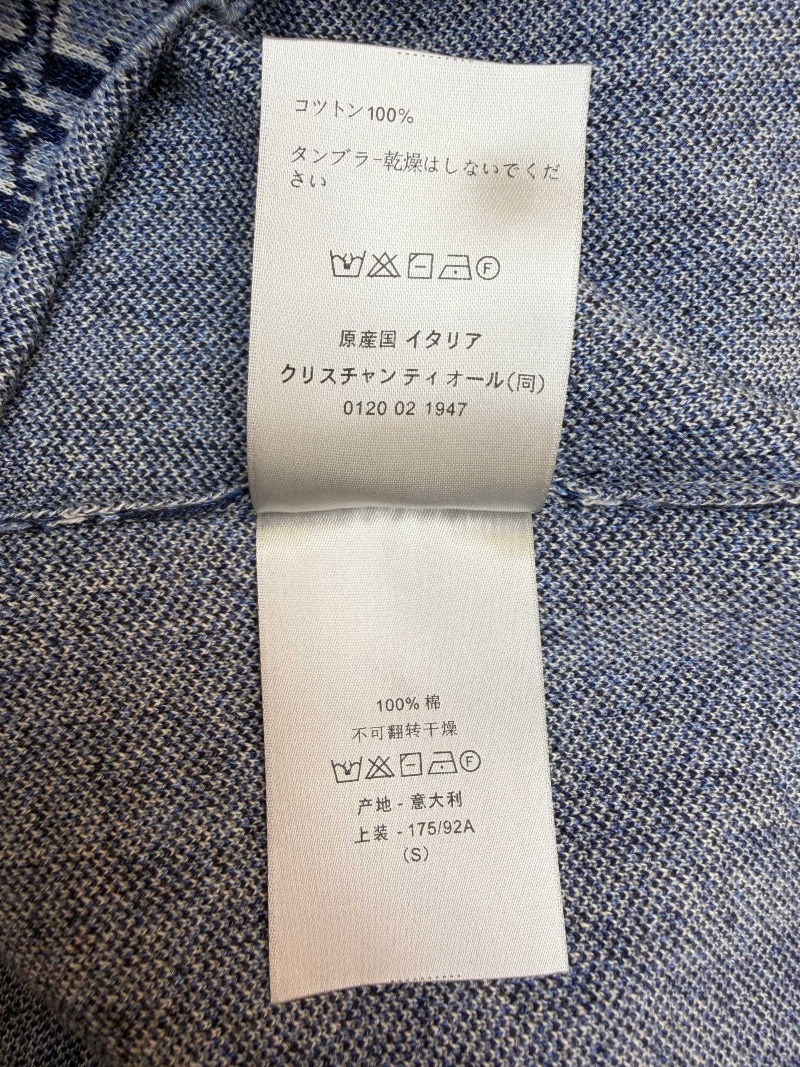 コツトン100%
タンブラー乾燥はしないでくだ
さい
F
原産国 イタリア
クリスチャン ティ オール(同)
0120 02 1947
100% 棉
不可翻转干燥
F
产地 - 意大利
上装 - 175/92A
(S)